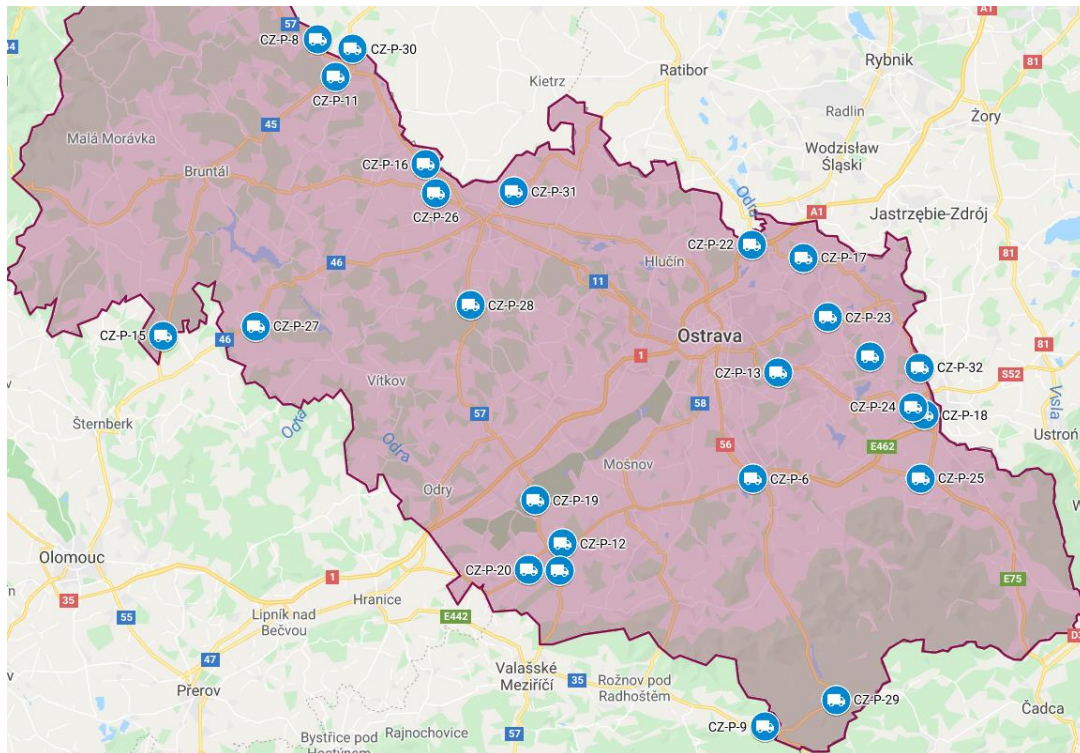 57
CZ-P-8
CZ-P-30
CZ-P-11
A1
44
Kietrz
Ratibor
Rybnik
81
Radlin
Żory
Malá Morávka
45
Wodzisław
Śląski
Bruntál
CZ-P-16
CZ-P-26
CZ-P-31
Odra
A1
Jastrzębie-Zdrój
CZ-P-22
CZ-P-17
81
46
Hlučín
11
CZ-P-28
CZ-P-23
CZ-P-15
46
CZ-P-27
Ostrava
1
81
CZ-P-13
CZ-P-32
S52
Vítkov
58
CZ-P-24
CZ-P-18
Visla
57
Šternberk
Odra
Odra
56
E462
Ustroń
Mošnov
CZ-P-6
CZ-P-25
Odry
CZ-P-19
CZ-P-12
Olomouc
CZ-P-20
1
E75
35
Hranice
55
Lipník nad
Bečvou
E442
47
Valašské
Meziříčí
35
Rožnov pod
Radhoštěm
Přerov
CZ-P-29
Čadca
CZ-P-9
Bystřice pod
Hostýnem
Rajnochovice
57